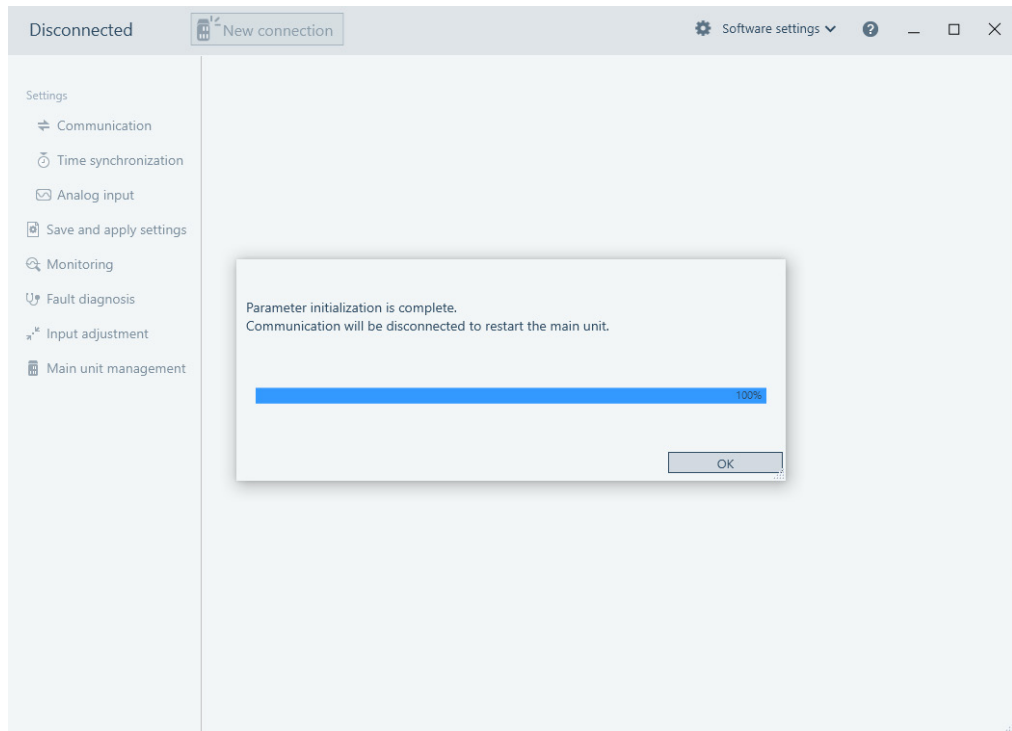 Disconnected
New connection
Software settings
Settings
Communication
Time synchronization
Analog input
Save and apply settings
Monitoring
Fault diagnosis
Input adjustment
Main unit management
Parameter initialization is complete.
Communication will be disconnected to restart the main unit.
100%
OK